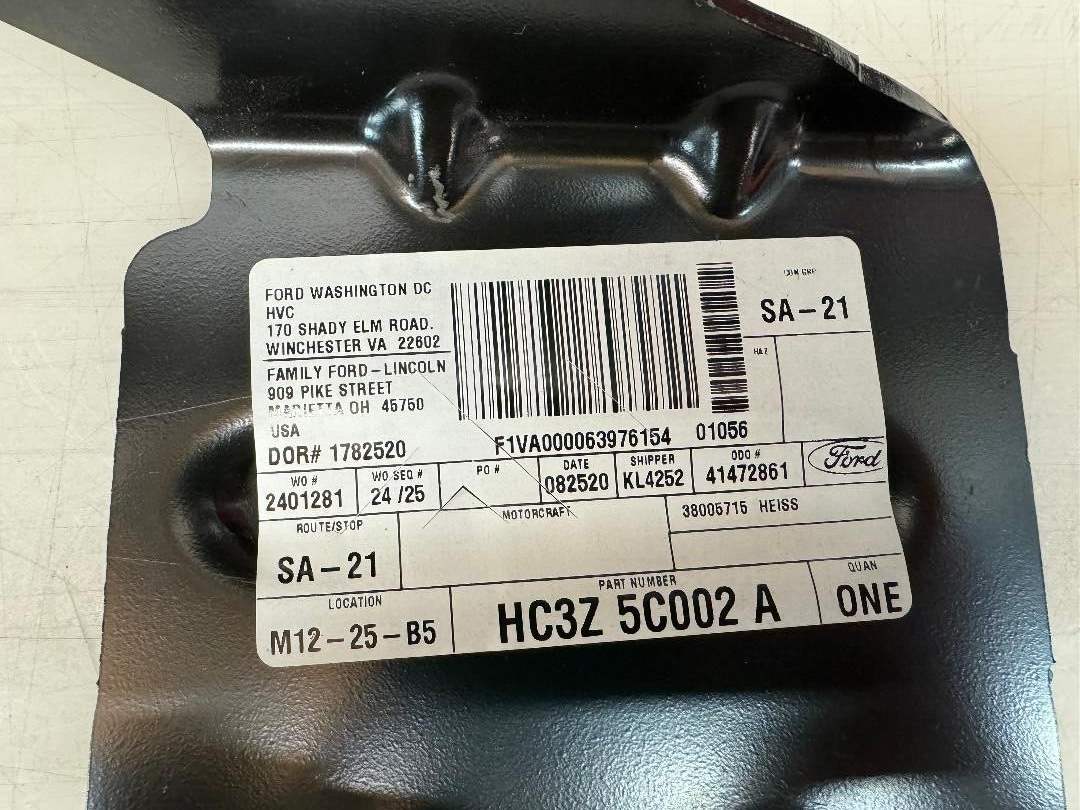 FORD WASHINGTON DC
HVC
170 SHADY ELM ROAD.
WINCHESTER VA 22602
FAMILY FORD-LINCOLN
909 PIKE STREET
MARIETTA OH 45750
USA
DOR# 1782520
F1VA000063976154 01056
SA-21
HAZ
WO #
2401281
WO SEQ #
24 /25
PO #
DATE
082520
SHIPPER
KL4252
ODO #
41472861
Ford
ROUTE/STOP
SA-21
MOTORCRAFT
38005715 HEISS
LOCATION
M12-25-B5
PART NUMBER
HC3Z 5C002 A
QUAN
ONE